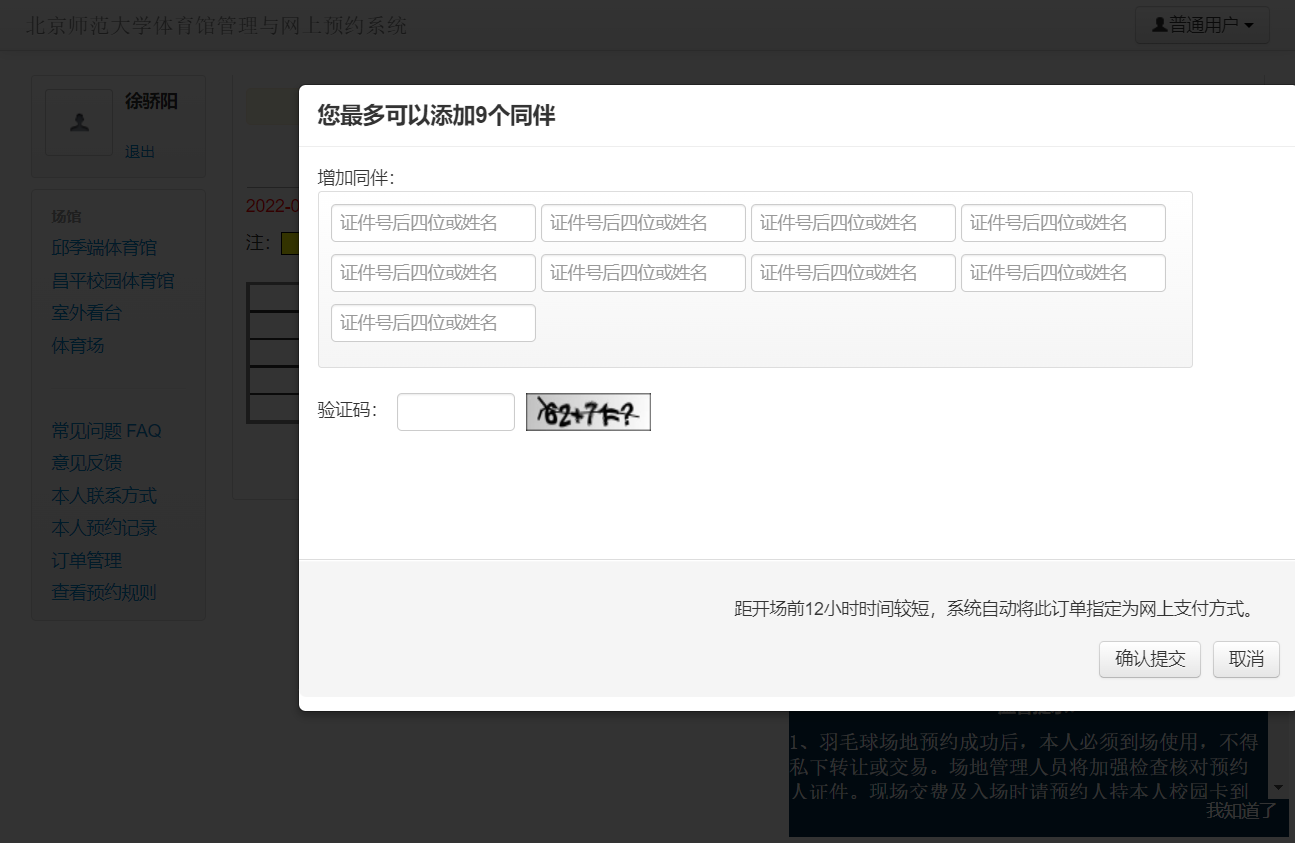 北京师范大学体育馆管理与网上预约系统
普通用户
徐骄阳
退出
场馆
邱季端体育馆
昌平校园体育馆
室外看台
体育场
常见问题 FAQ
意见反馈
本人联系方式
本人预约记录
订单管理
查看预约规则
2022-0
注：
您最多可以添加9个同伴
增加同伴：
证件号后四位或姓名 证件号后四位或姓名 证件号后四位或姓名 证件号后四位或姓名
证件号后四位或姓名 证件号后四位或姓名 证件号后四位或姓名 证件号后四位或姓名
证件号后四位或姓名
验证码：
距开场前12小时时间较短，系统自动将此订单指定为网上支付方式。
确认提交 取消
1、羽毛球场地预约成功后，本人必须到场使用，不得
私下转让或交易。场地管理人员将加强检查核对预约
人证件。现场交费及入场时请预约人持本人校园卡到
我知道了